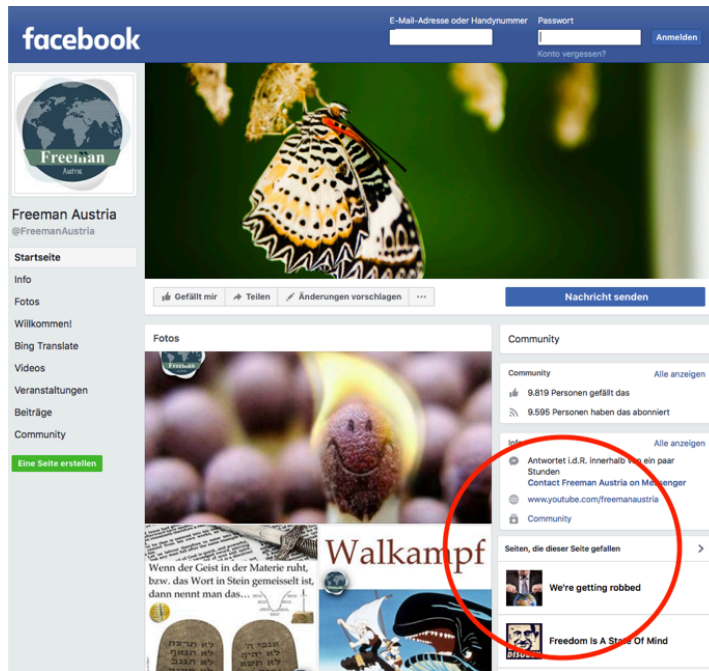 facebook
E-Mail-Adresse oder Handynummer
Passwort
Anmelden
Konto vergessen?
Freeman
Austria
Freeman Austria
@FreemanAustria
Startseite
Info
Fotos
Willkommen!
Bing Translate
Videos
Veranstaltungen
Beiträge
Community
Eine Seite erstellen
Gefällt mir
Teilen
Änderungen vorschlagen
Nachricht senden
Fotos
Wenn der Geist in der Materie ruht,
bzw. das Wort in Stein gemeisselt ist,
dann nennt man das...
Walkampf
Community
Community
Alle anzeigen
9.819 Personen gefällt das
9.595 Personen haben das abonniert
Info
Alle anzeigen
Antwortet i.d.R. innerhalb von ein paar
Stunden
Contact Freeman Austria on Messenger
www.youtube.com/freemanaustria
Community
Seiten, die dieser Seite gefallen
We're getting robbed
Freedom Is A State Of Mind